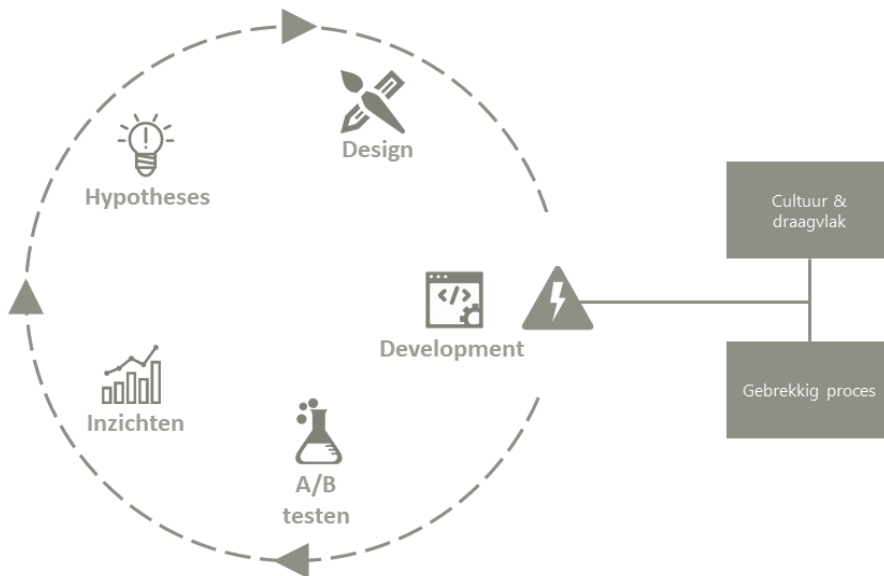 Design
Hypotheses
Cultuur &
draagvlak
</>
Development
Inzichten
Gebrekkig proces
A/B
testen